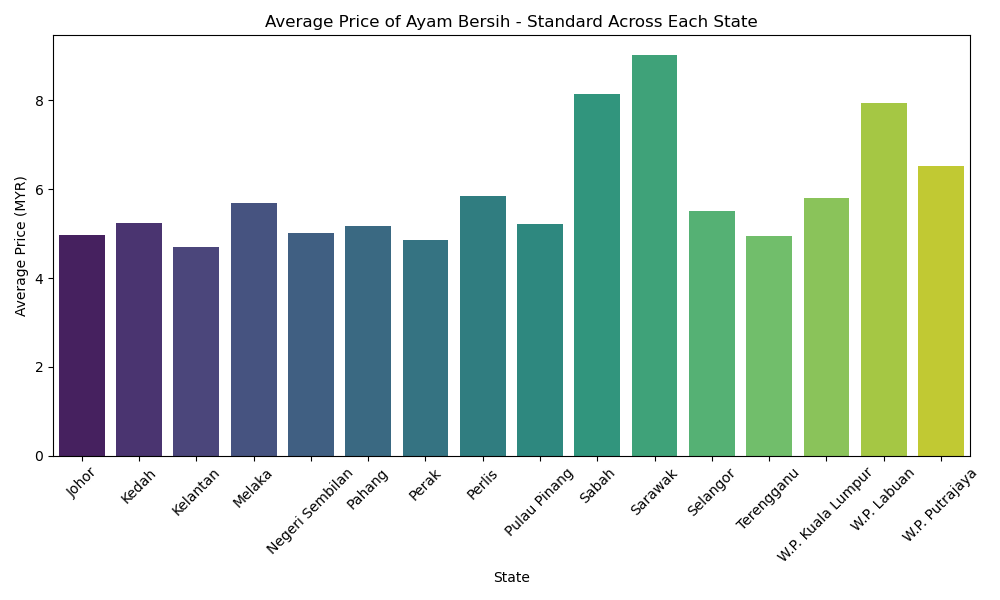 Average Price of Ayam Bersih - Standard Across Each State
Average Price (MYR)
8
6
4
2
0
Johor
Kedah
Kelantan
Melaka
Negeri Sembilan
Pahang
Perak
Perlis
Pulau Pinang
Sabah
Sarawak
Selangor
Terengganu
W.P. Kuala Lumpur
W.P. Labuan
W.P. Putrajaya
State